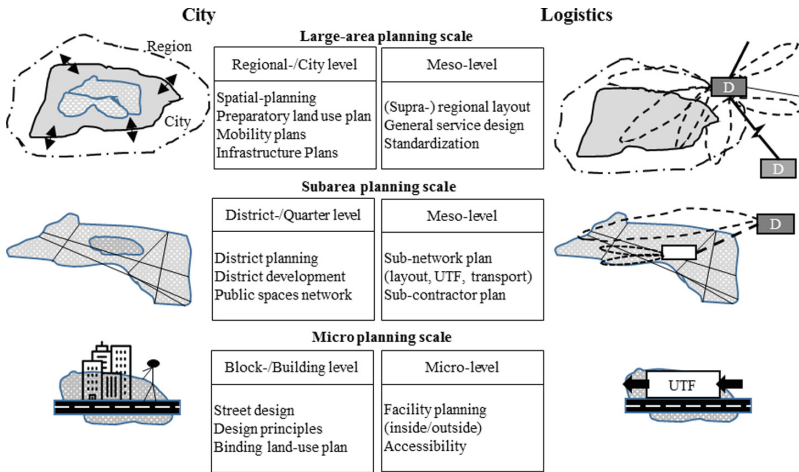 City
Logistics
Large-area planning scale
Region
City
Regional-/City level
Spatial-planning
Preparatory land use plan
Mobility plans
Infrastructure Plans
Meso-level
(Supra-) regional layout
General service design
Standardization
D
D
Subarea planning scale
District-/Quarter level
District planning
District development
Public spaces network
Meso-level
Sub-network plan
(layout, UTF, transport)
Sub-contractor plan
D
Micro planning scale
Block-/Building level
Street design
Design principles
Binding land-use plan
Micro-level
Facility planning
(inside/outside)
Accessibility
UTF